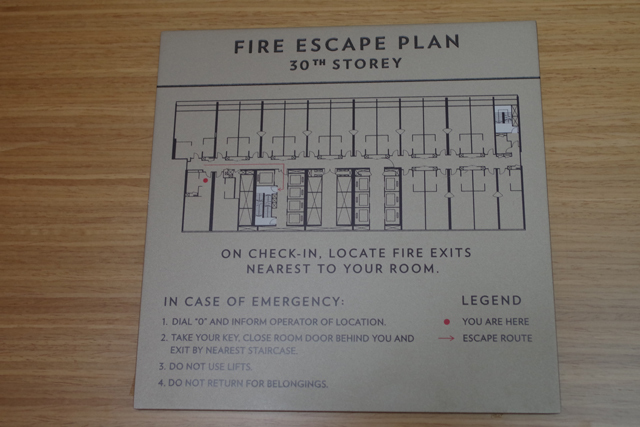 FIRE ESCAPE PLAN
30TH STOREY
ON CHECK-IN, LOCATE FIRE EXITS
NEAREST TO YOUR ROOM.
IN CASE OF EMERGENCY:
1. DIAL "0" AND INFORM OPERATOR OF LOCATION.
2. TAKE YOUR KEY, CLOSE ROOM DOOR BEHIND YOU AND
EXIT BY NEAREST STAIRCASE.
3. DO NOT USE LIFTS.
4. DO NOT RETURN FOR BELONGINGS.
LEGEND
YOU ARE HERE
ESCAPE ROUTE